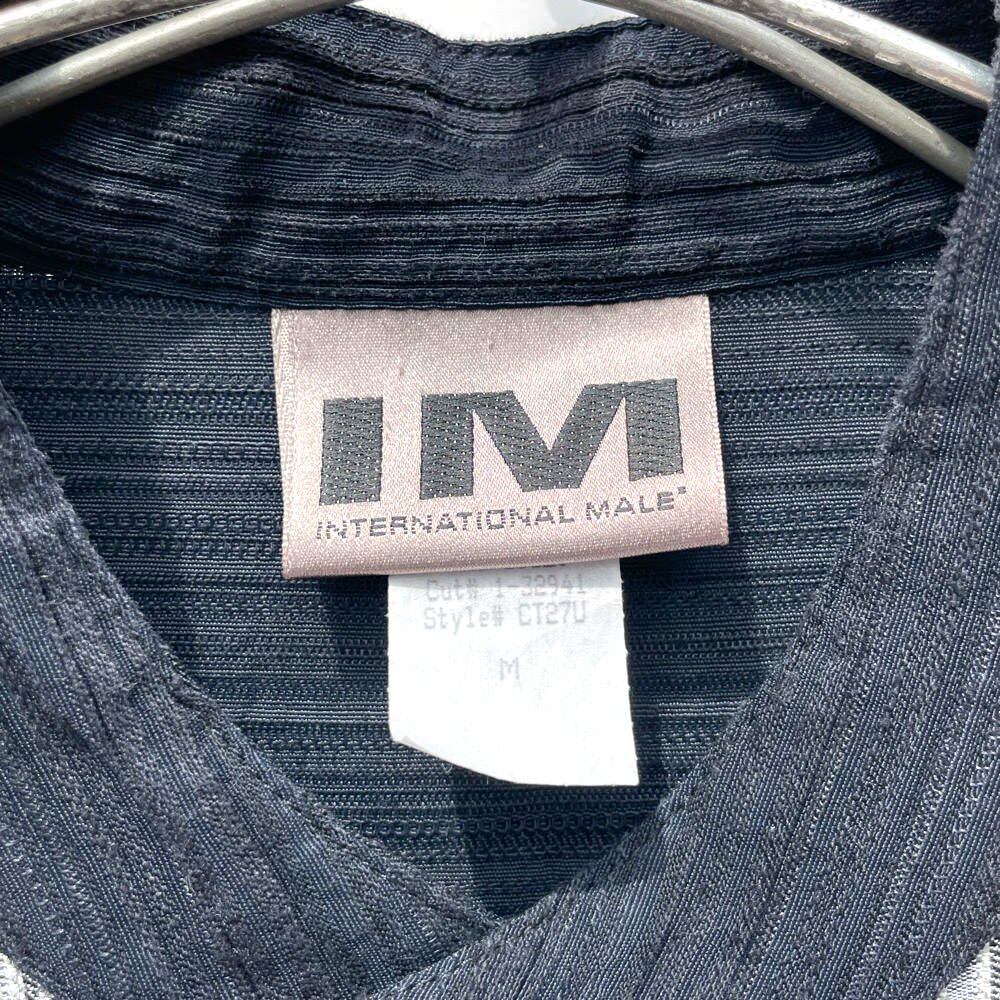 IM
INTERNATIONAL MALE
Cut# 1-32941
Style# CT27U
M